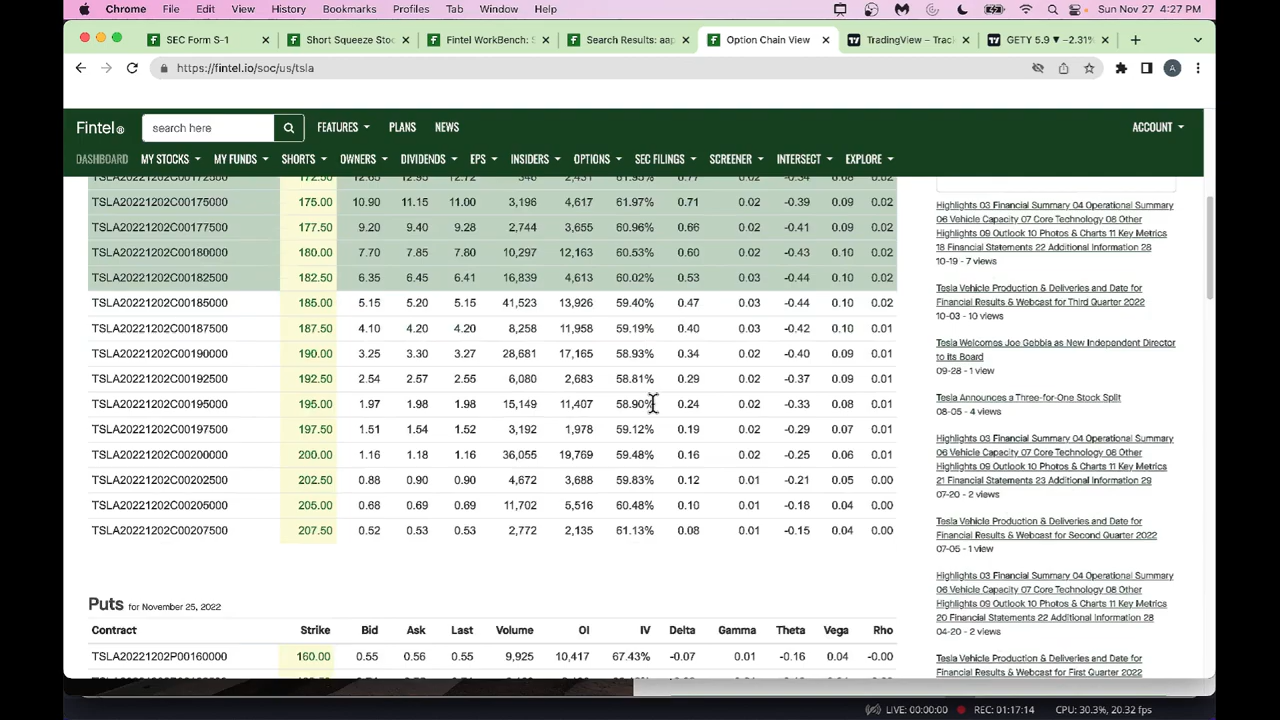 Chrome File Edit View History Bookmarks Profiles Tab Window Help Sun Nov 27 4:27 PM
SEC Form S-1 Short Squeeze Sto Fintel WorkBench: S Search Results: aap Option Chain View TradingView – Trac GETY 5.9 ▼ −2.31%
https://fintel.io/soc/us/tsla A
Fintel® search here FEATURES PLANS NEWS ACCOUNT
DASHBOARD MY STOCKS MY FUNDS SHORTS OWNERS DIVIDENDS EPS INSIDERS OPTIONS SEC FILINGS SCREENER INTERSECT EXPLORE
TSLA20221202C00175000 175.00 10.90 11.15 11.00 3,196 4,617 61.97% 0.71 0.02 -0.39 0.09 0.02
TSLA20221202C00177500 177.50 9.20 9.40 9.28 2,744 3,655 60.96% 0.66 0.02 -0.41 0.09 0.02
TSLA20221202C00180000 180.00 7.70 7.85 7.80 10,297 12,163 60.53% 0.60 0.02 -0.43 0.10 0.02
TSLA20221202C00182500 182.50 6.35 6.45 6.41 16,839 4,613 60.02% 0.53 0.03 -0.44 0.10 0.02
TSLA20221202C00185000 185.00 5.15 5.20 5.15 41,523 13,926 59.40% 0.47 0.03 -0.44 0.10 0.02
TSLA20221202C00187500 187.50 4.10 4.20 4.20 8,258 11,958 59.19% 0.40 0.03 -0.42 0.10 0.01
TSLA20221202C00190000 190.00 3.25 3.30 3.27 28,681 17,165 58.93% 0.34 0.02 -0.40 0.09 0.01
TSLA20221202C00192500 192.50 2.54 2.57 2.55 6,080 2,683 58.81% 0.29 0.02 -0.37 0.09 0.01
TSLA20221202C00195000 195.00 1.97 1.98 1.98 15,149 11,407 58.90% 0.24 0.02 -0.33 0.08 0.01
TSLA20221202C00197500 197.50 1.51 1.54 1.52 3,192 1,978 59.12% 0.19 0.02 -0.29 0.07 0.01
TSLA20221202C00200000 200.00 1.16 1.18 1.16 36,055 19,769 59.48% 0.16 0.02 -0.25 0.06 0.01
TSLA20221202C00202500 202.50 0.88 0.90 0.90 4,672 3,688 59.83% 0.12 0.01 -0.21 0.05 0.00
TSLA20221202C00205000 205.00 0.68 0.69 0.69 11,702 5,516 60.48% 0.10 0.01 -0.18 0.04 0.00
TSLA20221202C00207500 207.50 0.52 0.53 0.53 2,772 2,135 61.13% 0.08 0.01 -0.15 0.04 0.00
Puts for November 25, 2022
Contract Strike Bid Ask Last Volume OI IV Delta Gamma Theta Vega Rho
TSLA20221202P00160000 160.00 0.55 0.56 0.55 9,925 10,417 67.43% -0.07 0.01 -0.16 0.04 -0.00
Highlights 03 Financial Summary 04 Operational Summary
06 Vehicle Capacity 07 Core Technology 08 Other
Highlights 09 Outlook 10 Photos & Charts 11 Key Metrics
18 Financial Statements 22 Additional Information 28
10-19 - 7 views
Tesla Vehicle Production & Deliveries and Date for
Financial Results & Webcast for Third Quarter 2022
10-03 - 10 views
Tesla Welcomes Joe Gebbia as New Independent Director
to its Board
09-28 - 1 view
Tesla Announces a Three-for-One Stock Split
08-05 - 4 views
Highlights 03 Financial Summary 04 Operational Summary
06 Vehicle Capacity 07 Core Technology 08 Other
Highlights 09 Outlook 10 Photos & Charts 11 Key Metrics
21 Financial Statements 23 Additional Information 29
07-20 - 2 views
Tesla Vehicle Production & Deliveries and Date for
Financial Results & Webcast for Second Quarter 2022
07-05 - 1 view
Highlights 03 Financial Summary 04 Operational Summary
06 Vehicle Capacity 07 Core Technology 08 Other
Highlights 09 Outlook 10 Photos & Charts 11 Key Metrics
20 Financial Statements 22 Additional Information 28
04-20 - 2 views
Tesla Vehicle Production & Deliveries and Date for
Financial Results & Webcast for First Quarter 2022
LIVE: 00:00:00 REC: 01:17:14 CPU: 30.3%, 20.32 fps